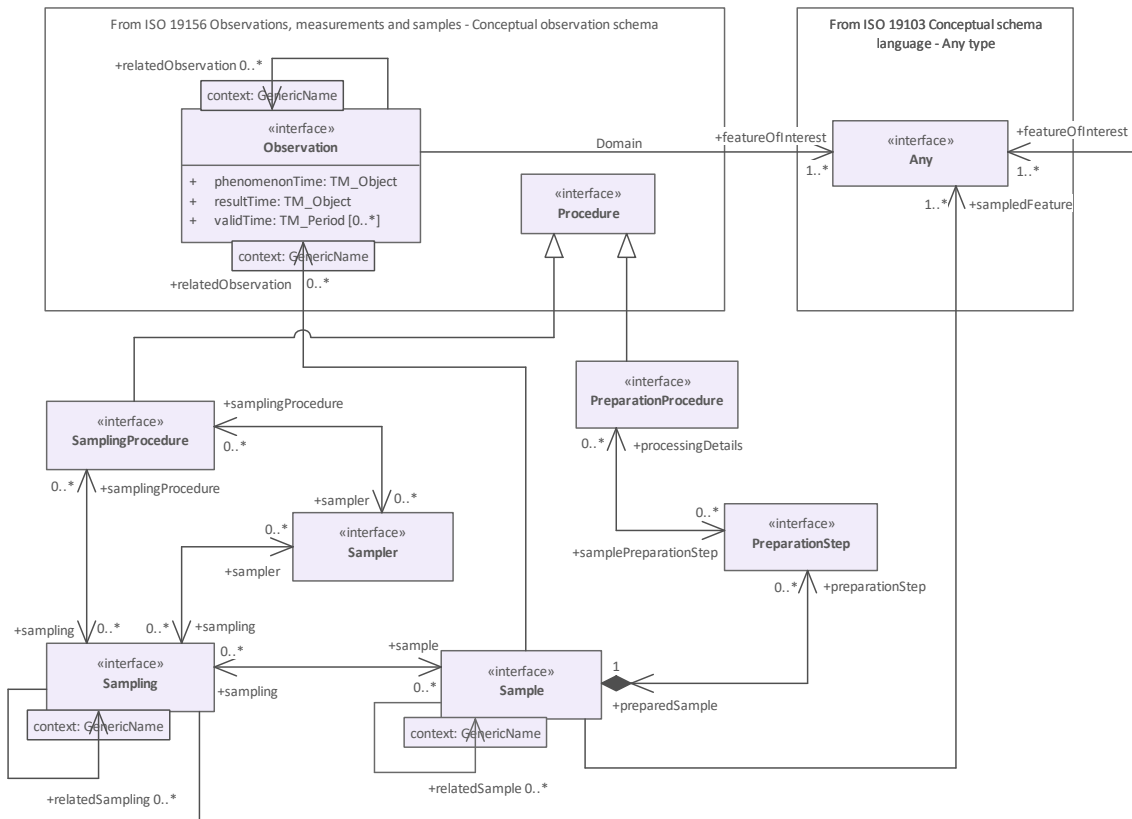 From ISO 19156 Observations, measurements and samples - Conceptual observation schema
From ISO 19103 Conceptual schema
language - Any type
+relatedObservation 0..*
context: GenericName
«interface»
Observation
+ phenomenonTime: TM_Object
+ resultTime: TM_Object
+ validTime: TM_Period [0..*]
context: GenericName
+relatedObservation 0..*
Domain
+featureOfInterest
1..*
«interface»
Any
+featureOfInterest
1..*
1..* +sampledFeature
«interface»
Procedure
«interface»
PreparationProcedure
0..* +processingDetails
«interface»
SamplingProcedure
+samplingProcedure
0..*
0..* +samplingProcedure
+sampler 0..*
«interface»
Sampler
0..*
+sampler
0..*
+samplePreparationStep
«interface»
PreparationStep
0..* +preparationStep
+sampling 0..*
0..* +sampling
«interface»
Sampling
0..*
+sampling
context: GenericName
+relatedSampling 0..*
+sample
0..*
«interface»
Sample
1
+preparedSample
context: GenericName
+relatedSample 0..*